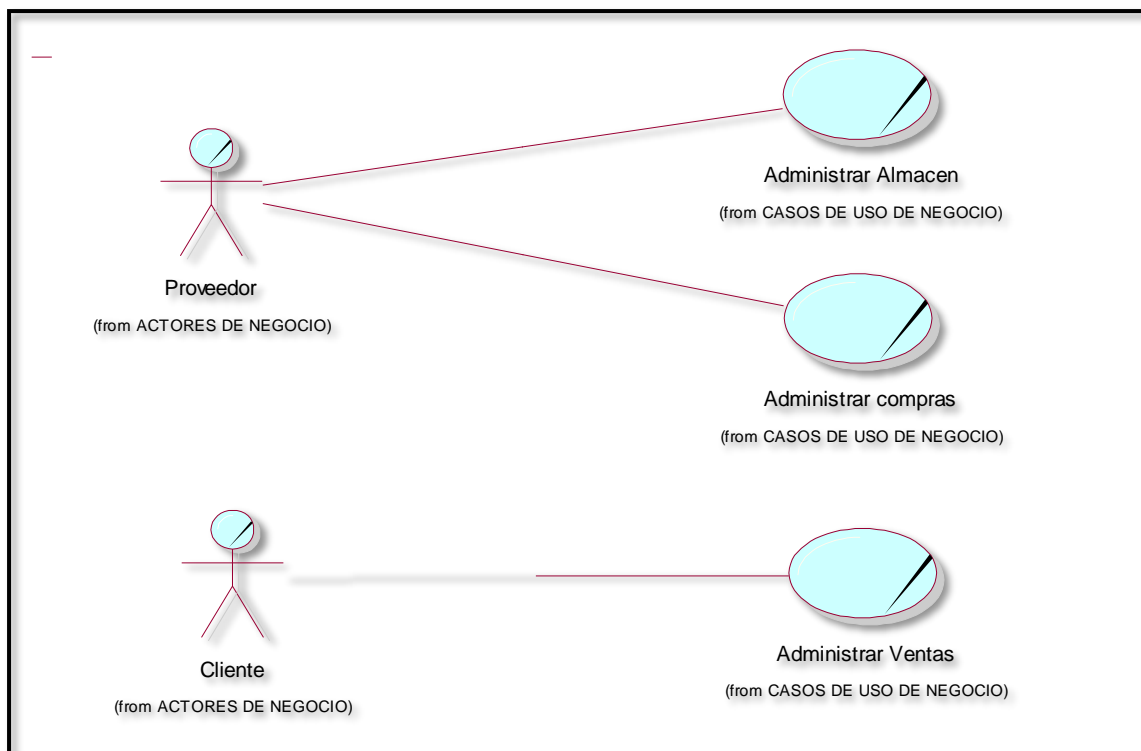 Administrar Almacen
(from CASOS DE USO DE NEGOCIO)
Proveedor
(from ACTORES DE NEGOCIO)
Administrar compras
(from CASOS DE USO DE NEGOCIO)
Cliente
(from ACTORES DE NEGOCIO)
Administrar Ventas
(from CASOS DE USO DE NEGOCIO)